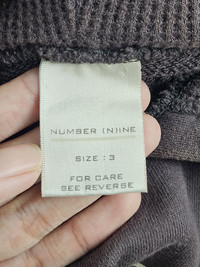 NUMBER (N)INE
SIZE : 3
FOR CARE
SEE REVERSE